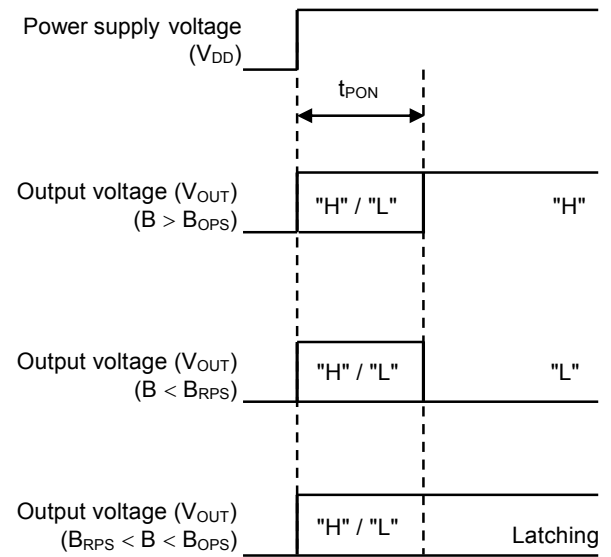 Power supply voltage
(VDD)
tPON
Output voltage (VOUT)
(B > BOPS)
"H" / "L"
"H"
Output voltage (VOUT)
(B < BRPS)
"H" / "L"
"L"
Output voltage (VOUT)
(BRPS < B < BOPS)
"H" / "L"
Latching